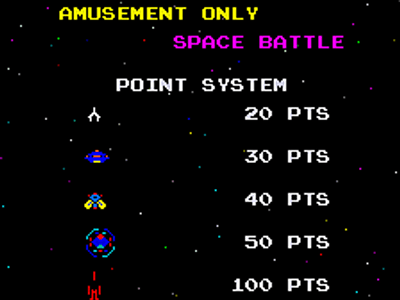 AMUSEMENT ONLY
SPACE BATTLE
POINT SYSTEM
20 PTS
30 PTS
40 PTS
50 PTS
100 PTS